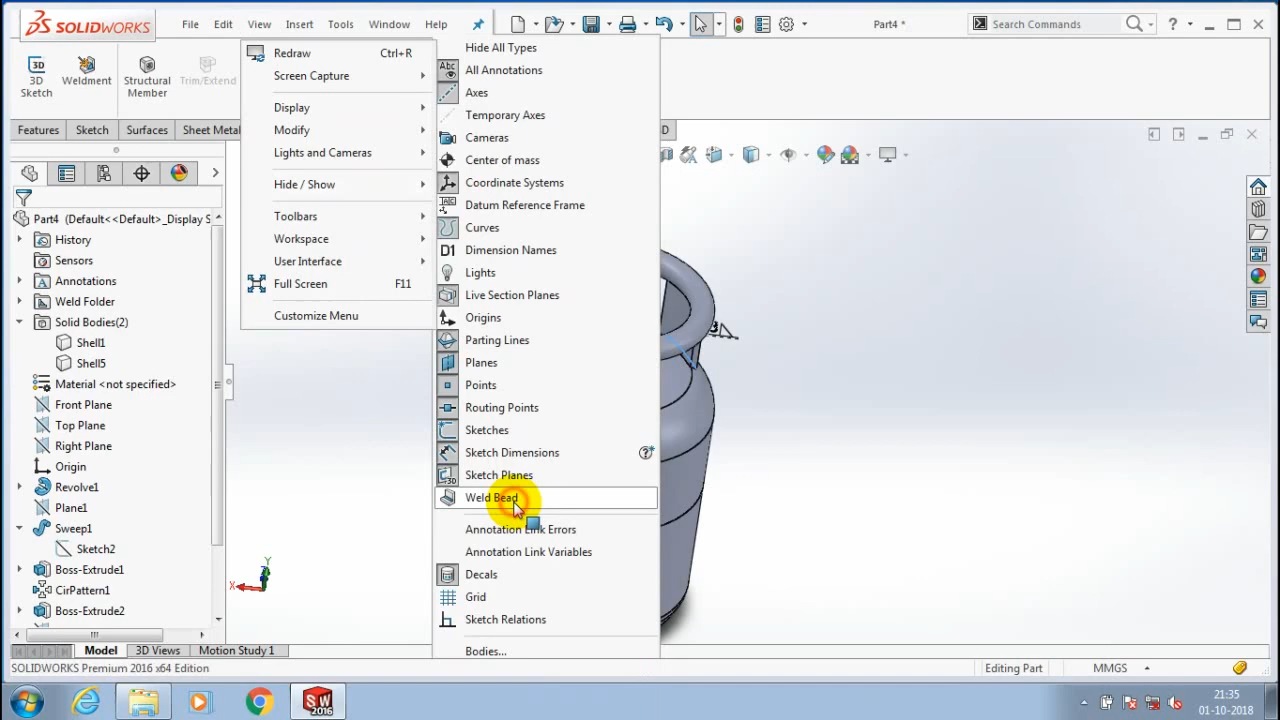 SOLIDWORKS File Edit View Insert Tools Window Help Part4 * Search Commands ?
3D Sketch
Weldment
Structural Member
Trim/Extend
Features Sketch Surfaces Sheet Metal D
Part4 (Default<<Default>_Display S
History
Sensors
Annotations
Weld Folder
Solid Bodies(2)
Shell1
Shell5
Material <not specified>
Front Plane
Top Plane
Right Plane
Origin
Revolve1
Plane1
Sweep1
Sketch2
Boss-Extrude1
CirPattern1
Boss-Extrude2
Redraw Ctrl+R
Screen Capture
Display
Modify
Lights and Cameras
Hide / Show
Toolbars
Workspace
User Interface
Full Screen F11
Customize Menu
Hide All Types
All Annotations
Axes
Temporary Axes
Cameras
Center of mass
Coordinate Systems
Datum Reference Frame
Curves
Dimension Names
Lights
Live Section Planes
Origins
Parting Lines
Planes
Points
Routing Points
Sketches
Sketch Dimensions
Sketch Planes
Weld Bead
Annotation Link Errors
Annotation Link Variables
Decals
Grid
Sketch Relations
Bodies...
3
Y
X
Model 3D Views Motion Study 1
SOLIDWORKS Premium 2016 x64 Edition Editing Part MMGS
21:35
01-10-2018